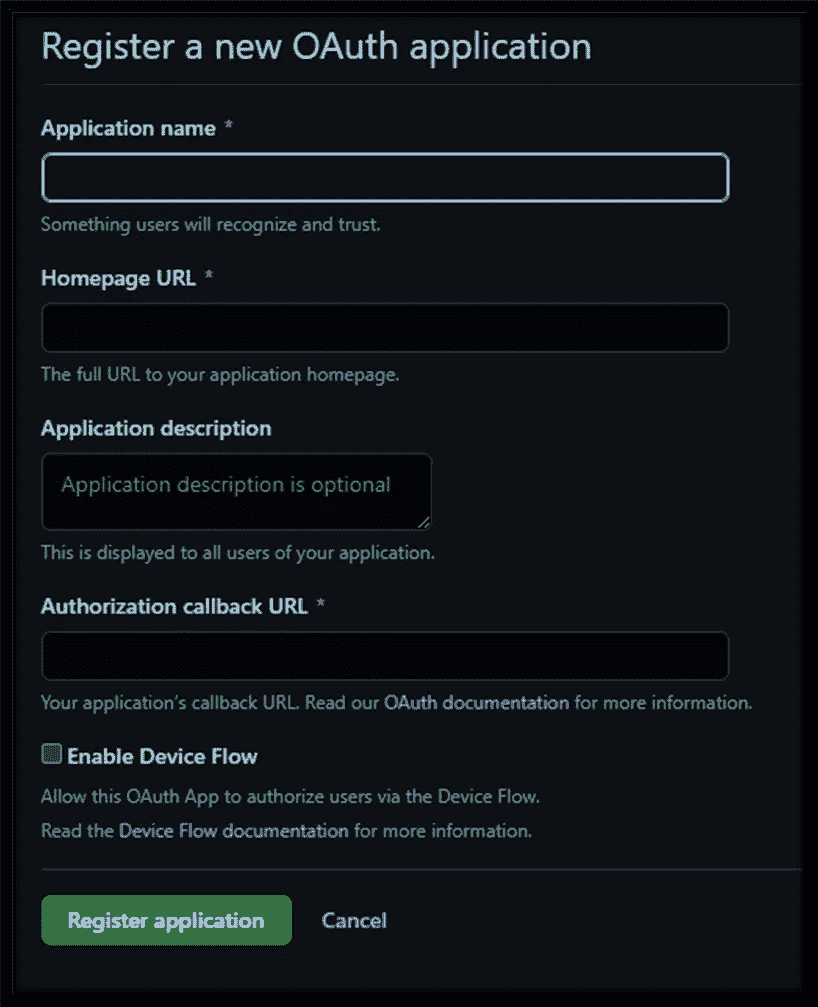 Register a new OAuth application
Application name *
Something users will recognize and trust.
Homepage URL *
The full URL to your application homepage.
Application description
Application description is optional
This is displayed to all users of your application.
Authorization callback URL *
Your application's callback URL. Read our OAuth documentation for more information.
Enable Device Flow
Allow this OAuth App to authorize users via the Device Flow.
Read the Device Flow documentation for more information.
Register application Cancel